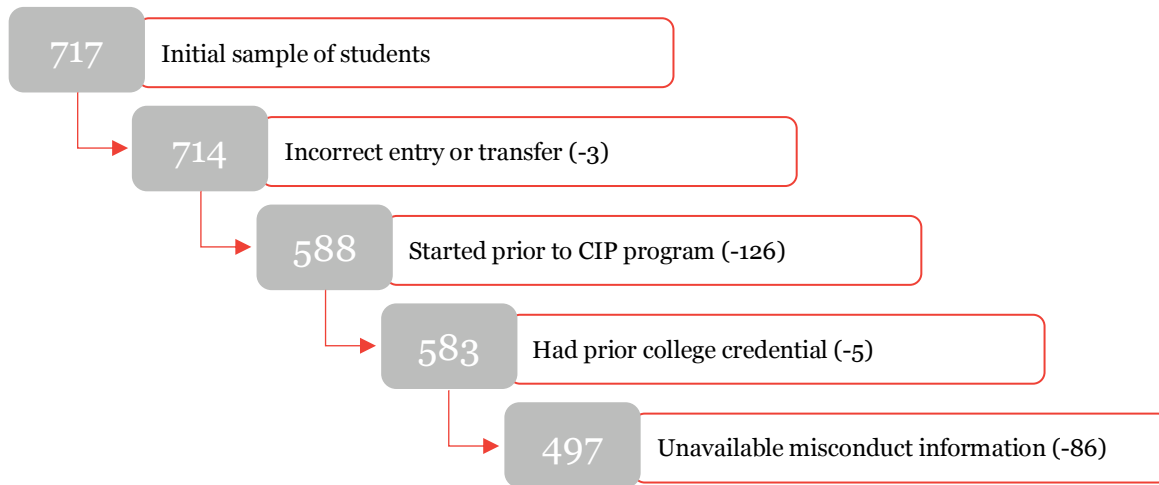 717 Initial sample of students
714 Incorrect entry or transfer (-3)
588 Started prior to CIP program (-126)
583 Had prior college credential (-5)
497 Unavailable misconduct information (-86)